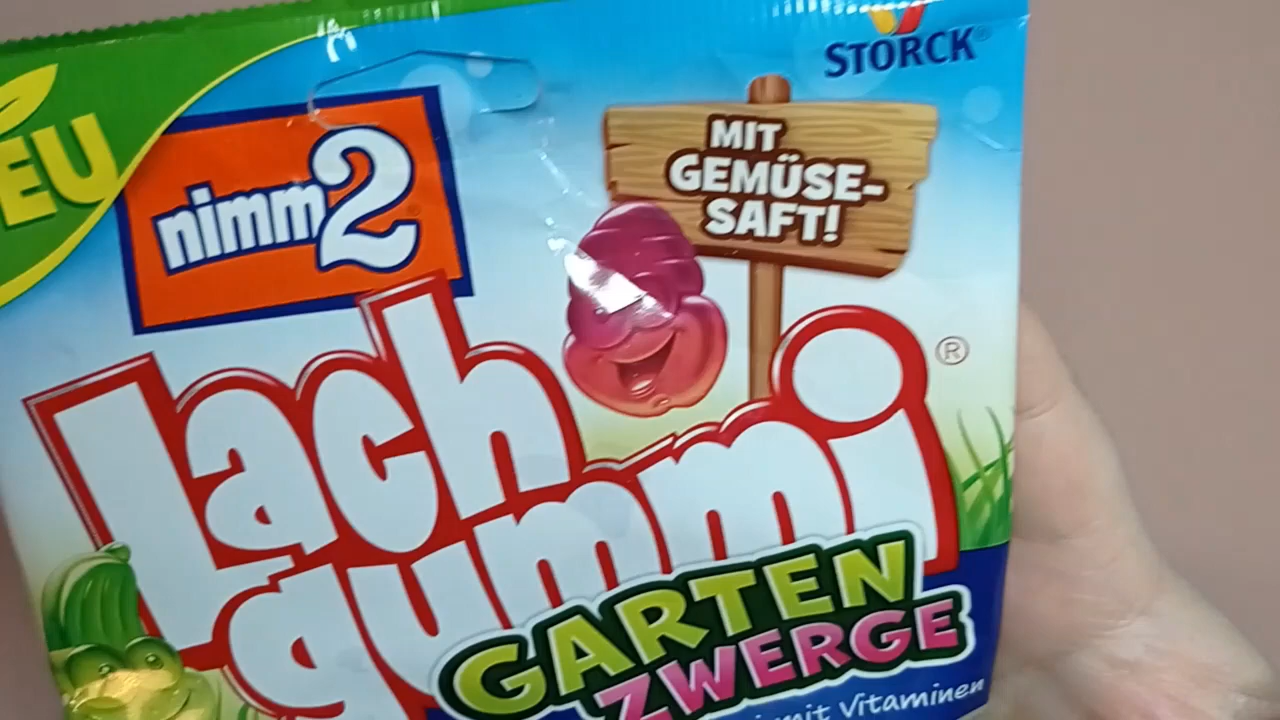 STORCK
EU
nimm2
MIT
GEMÜSE-
SAFT!
lach
gummi®
GARTEN
ZWERGE
mit Vitaminen